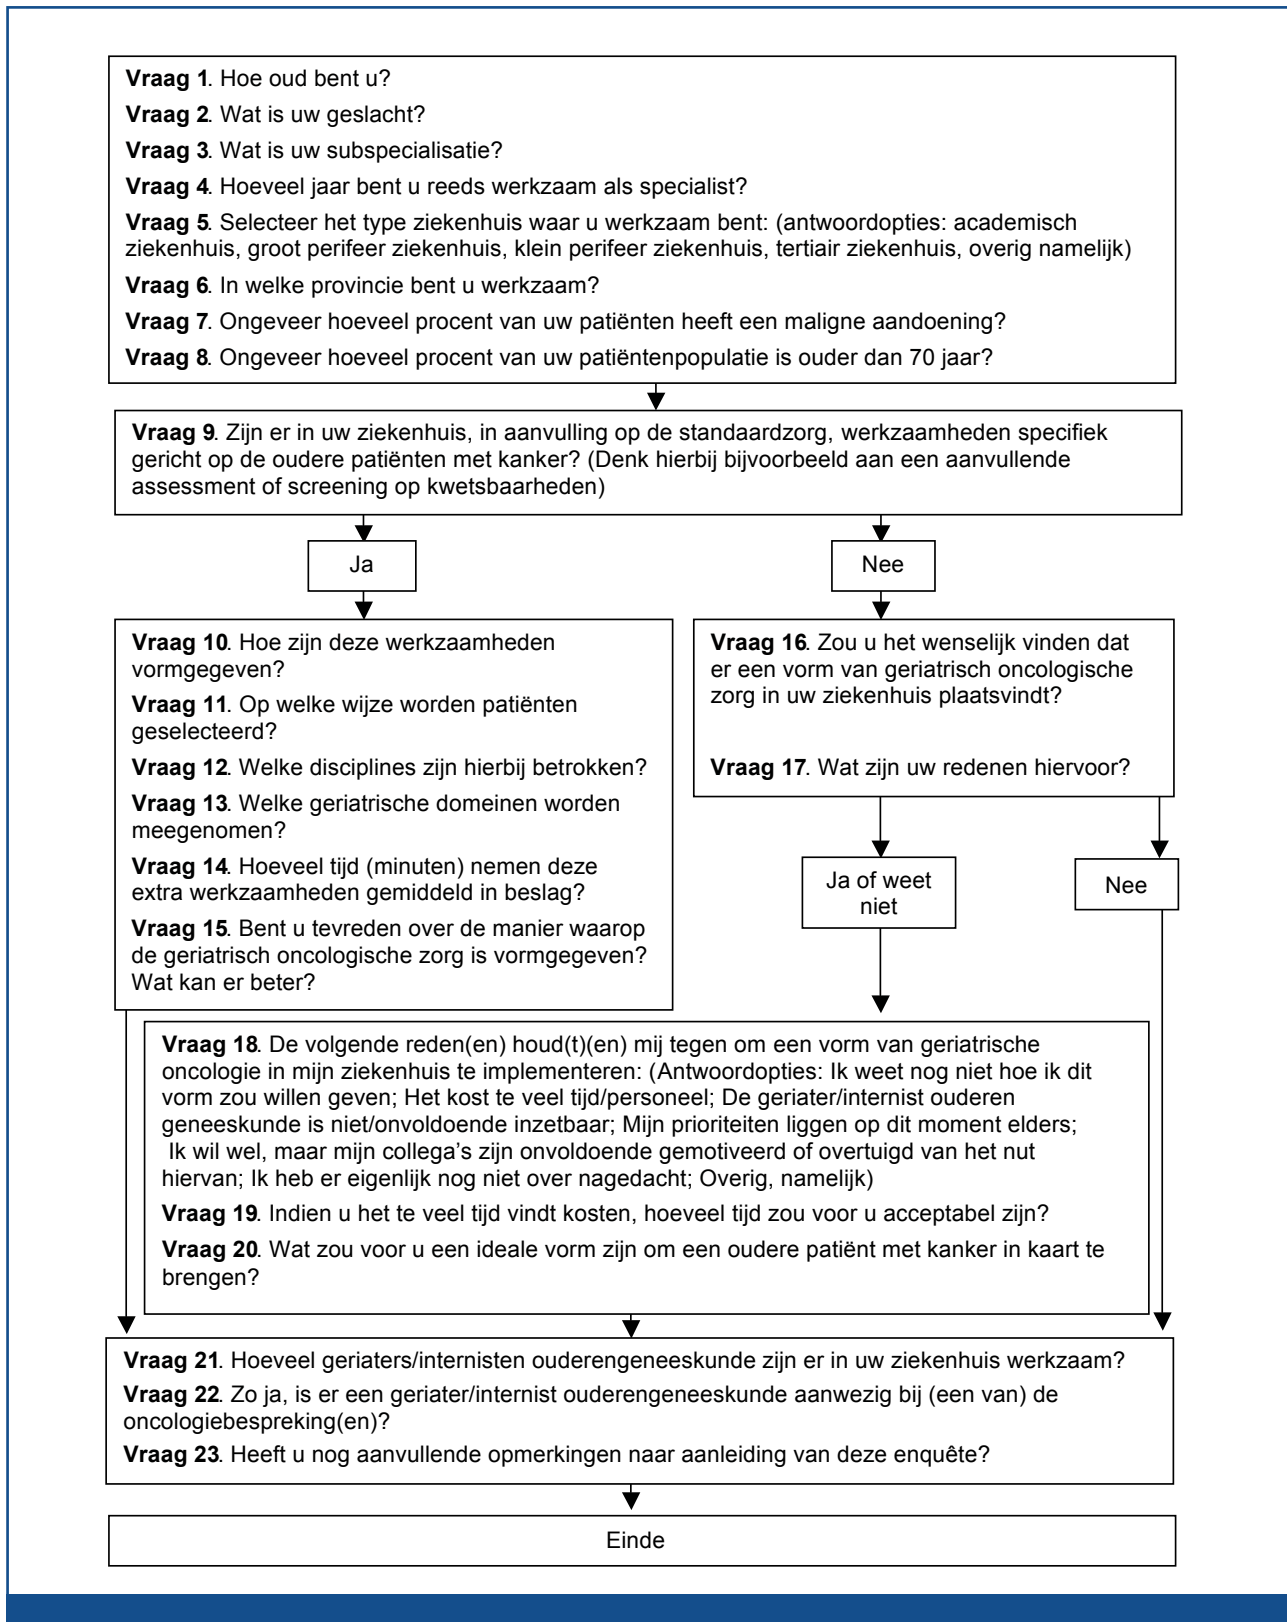 Vraag 1. Hoe oud bent u?
Vraag 2. Wat is uw geslacht?
Vraag 3. Wat is uw subspecialisatie?
Vraag 4. Hoeveel jaar bent u reeds werkzaam als specialist?
Vraag 5. Selecteer het type ziekenhuis waar u werkzaam bent: (antwoordopties: academisch
ziekenhuis, groot perifeer ziekenhuis, klein perifeer ziekenhuis, tertiair ziekenhuis, overig namelijk)
Vraag 6. In welke provincie bent u werkzaam?
Vraag 7. Ongeveer hoeveel procent van uw patiënten heeft een maligne aandoening?
Vraag 8. Ongeveer hoeveel procent van uw patiëntenpopulatie is ouder dan 70 jaar?
Vraag 9. Zijn er in uw ziekenhuis, in aanvulling op de standaardzorg, werkzaamheden specifiek
gericht op de oudere patiënten met kanker? (Denk hierbij bijvoorbeeld aan een aanvullende
assessment of screening op kwetsbaarheden)
Ja
Nee
Vraag 10. Hoe zijn deze werkzaamheden
vormgegeven?
Vraag 11. Op welke wijze worden patiënten
geselecteerd?
Vraag 12. Welke disciplines zijn hierbij betrokken?
Vraag 13. Welke geriatrische domeinen worden
meegenomen?
Vraag 14. Hoeveel tijd (minuten) nemen deze
extra werkzaamheden gemiddeld in beslag?
Vraag 15. Bent u tevreden over de manier waarop
de geriatrisch oncologische zorg is vormgegeven?
Wat kan er beter?
Vraag 16. Zou u het wenselijk vinden dat
er een vorm van geriatrisch oncologische
zorg in uw ziekenhuis plaatsvindt?
Vraag 17. Wat zijn uw redenen hiervoor?
Ja of weet
niet
Nee
Vraag 18. De volgende reden(en) houd(t)(en) mij tegen om een vorm van geriatrische
oncologie in mijn ziekenhuis te implementeren: (Antwoordopties: Ik weet nog niet hoe ik dit
vorm zou willen geven; Het kost te veel tijd/personeel; De geriater/internist ouderen
geneeskunde is niet/onvoldoende inzetbaar; Mijn prioriteiten liggen op dit moment elders;
Ik wil wel, maar mijn collega's zijn onvoldoende gemotiveerd of overtuigd van het nut
hiervan; Ik heb er eigenlijk nog niet over nagedacht; Overig, namelijk)
Vraag 19. Indien u het te veel tijd vindt kosten, hoeveel tijd zou voor u acceptabel zijn?
Vraag 20. Wat zou voor u een ideale vorm zijn om een oudere patiënt met kanker in kaart te
brengen?
Vraag 21. Hoeveel geriaters/internisten ouderengeneeskunde zijn er in uw ziekenhuis werkzaam?
Vraag 22. Zo ja, is er een geriater/internist ouderengeneeskunde aanwezig bij (een van) de
oncologiebespreking(en)?
Vraag 23. Heeft u nog aanvullende opmerkingen naar aanleiding van deze enquête?
Einde